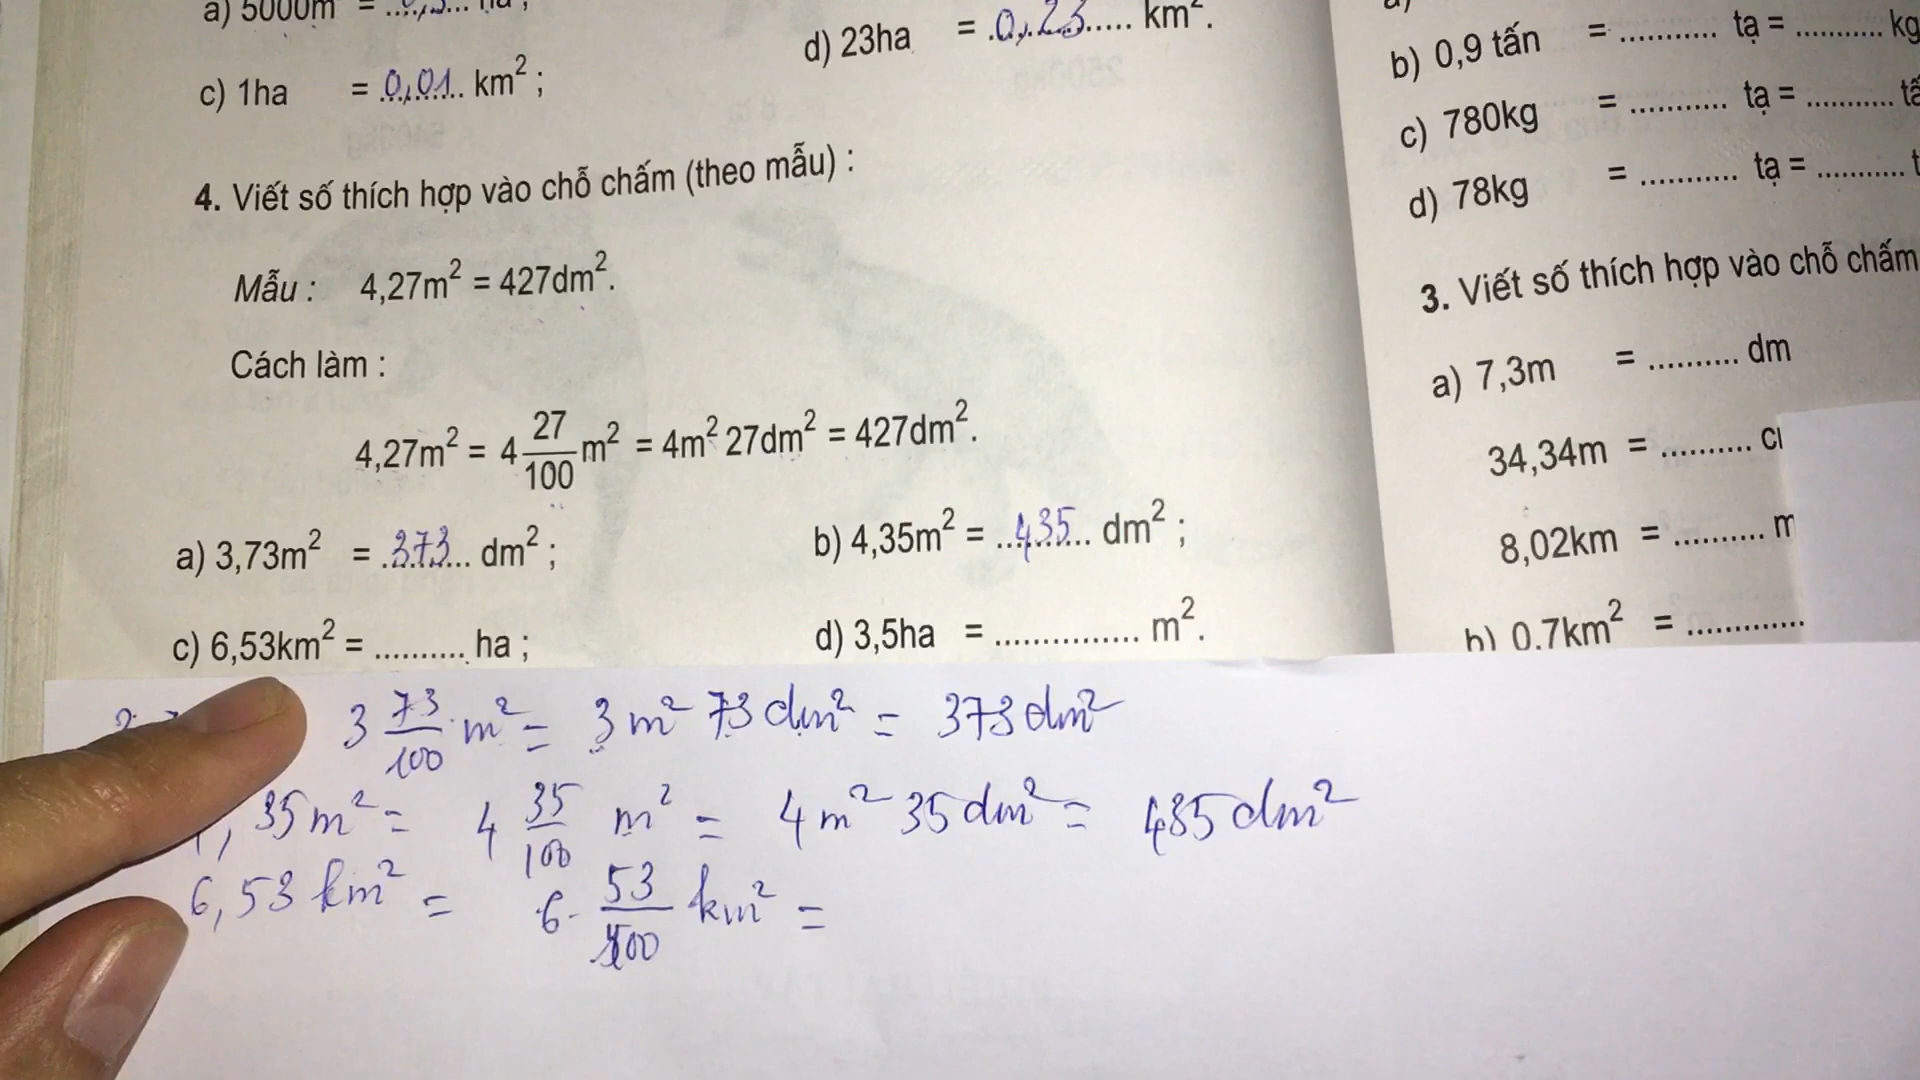 a) 5000m = ha ;
c) 1ha = 0,01 km² ;
d) 23ha = 0,23 km².
4. Viết số thích hợp vào chỗ chấm (theo mẫu) :
Mẫu : 4,27m² = 427dm².
Cách làm :
4,27m² = 4 27/100 m² = 4m² 27dm² = 427dm².
a) 3,73m² = 373 dm² ;
b) 4,35m² = 435 dm² ;
c) 6,53km² = .......... ha ;
d) 3,5ha = ............... m².
3 73/100 m² = 3m² 73dm² = 373dm²
,35m² = 4 35/100 m² = 4m² 35dm² = 435dm²
6,53km² = 6 53/100 km² =
b) 0,9 tấn = ........... tạ = ........... kg
c) 780kg = ........... tạ = ...........
d) 78kg = ........... tạ = ...........
3. Viết số thích hợp vào chỗ chấm
a) 7,3m = .......... dm
34,34m = ..........
8,02km = ..........
b) 0,7km² = .............